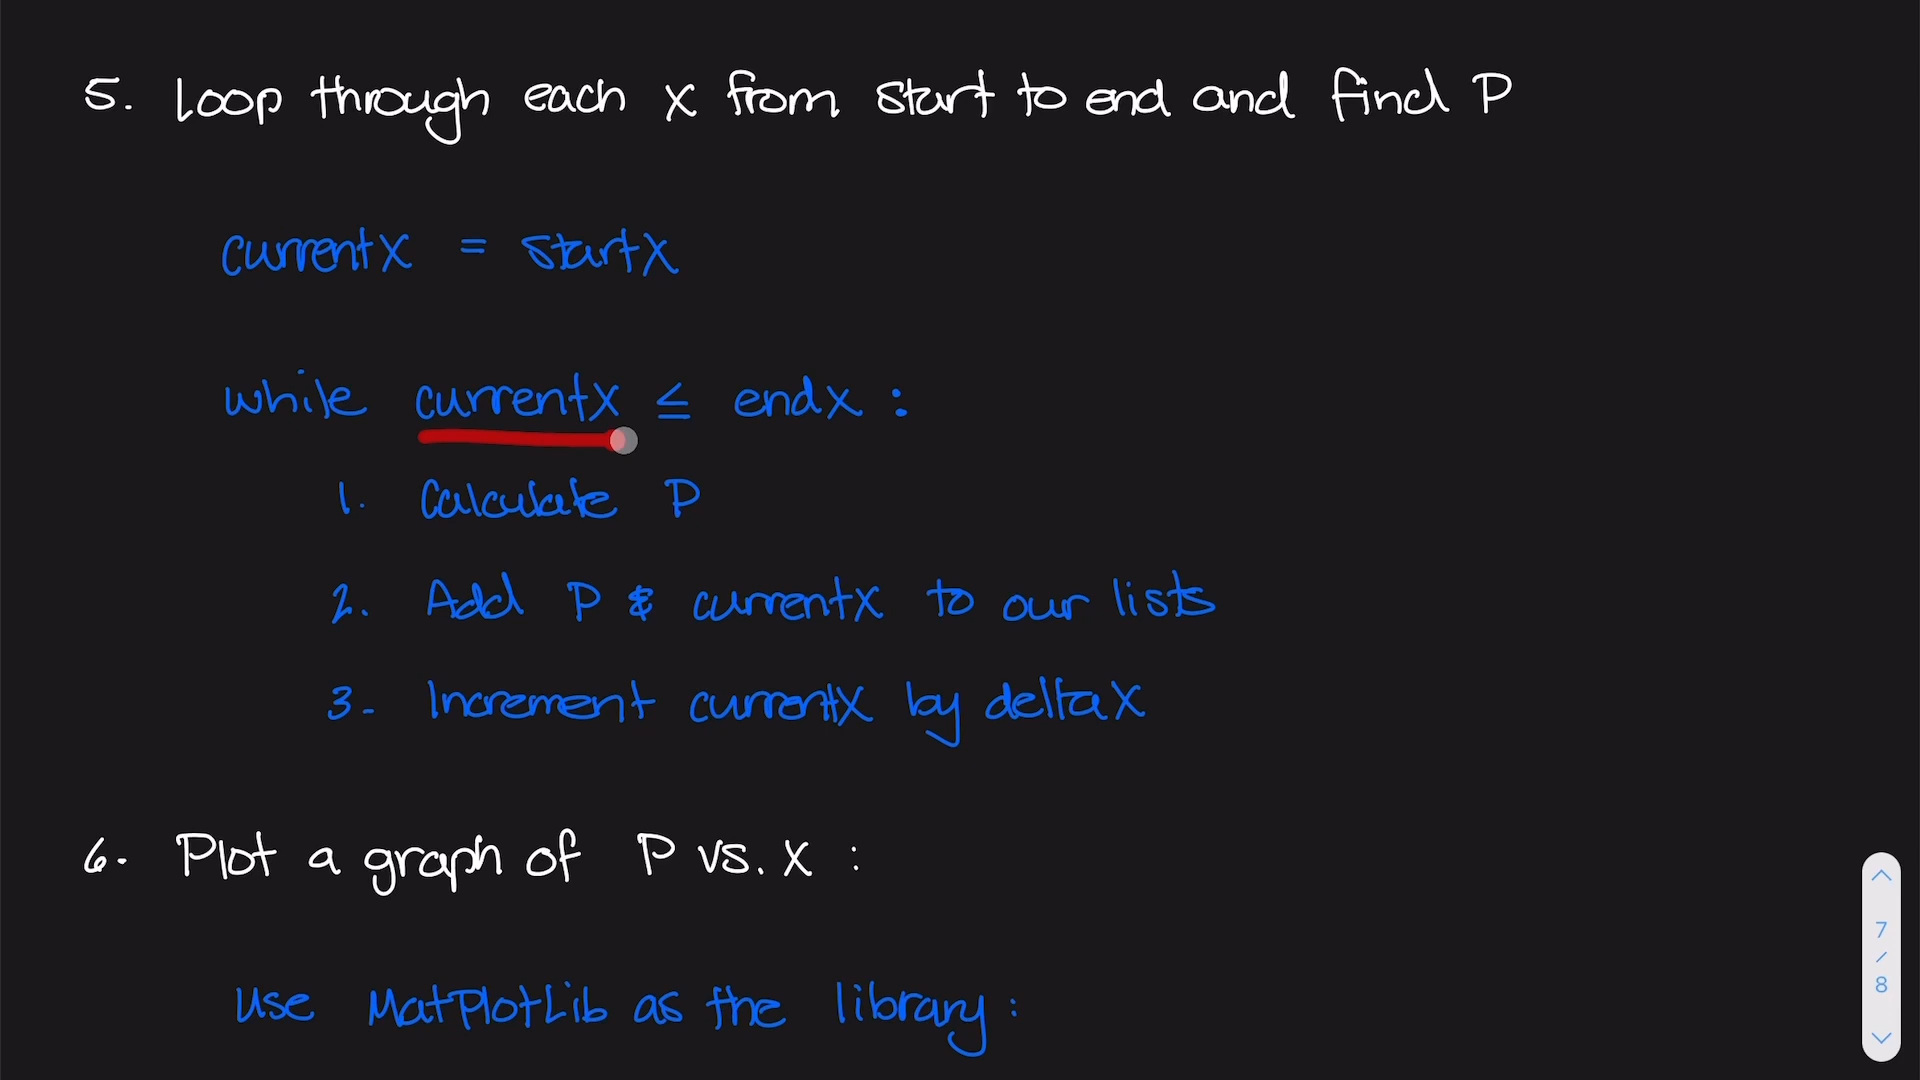 5. Loop through each x from start to end and find P
currentX = startX
while currentX ≤ endX :
1. Calculate P
2. Add P & currentX to our lists
3. Increment currentX by deltaX
6. Plot a graph of P vs. X :
Use MatPlotLib as the library :
7
/
8